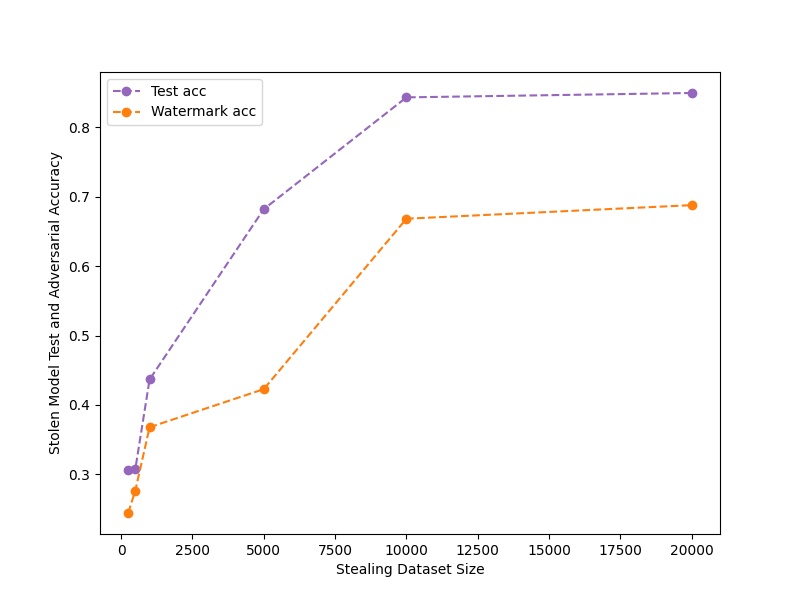 Test acc
Watermark acc
Stolen Model Test and Adversarial Accuracy
0.8
0.7
0.6
0.5
0.4
0.3
0 2500 5000 7500 10000 12500 15000 17500 20000
Stealing Dataset Size